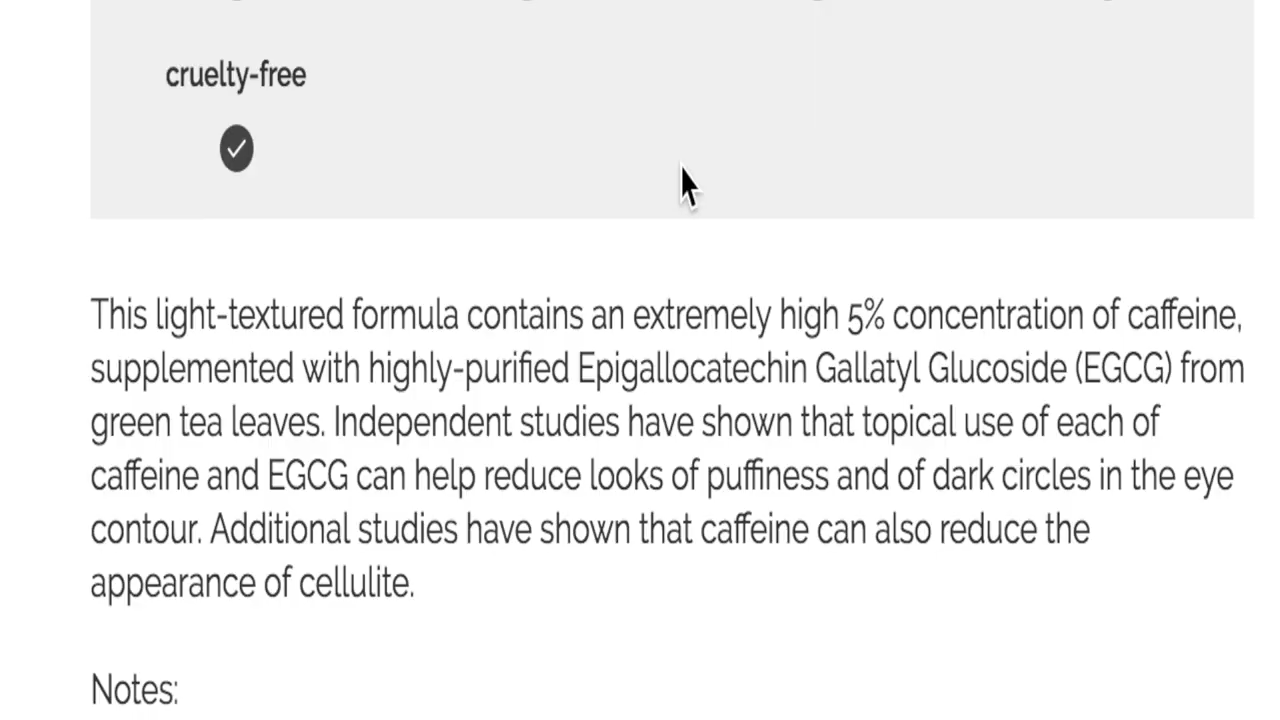 cruelty-free
This light-textured formula contains an extremely high 5% concentration of caffeine,
supplemented with highly-purified Epigallocatechin Gallatyl Glucoside (EGCG) from
green tea leaves. Independent studies have shown that topical use of each of
caffeine and EGCG can help reduce looks of puffiness and of dark circles in the eye
contour. Additional studies have shown that caffeine can also reduce the
appearance of cellulite.
Notes: